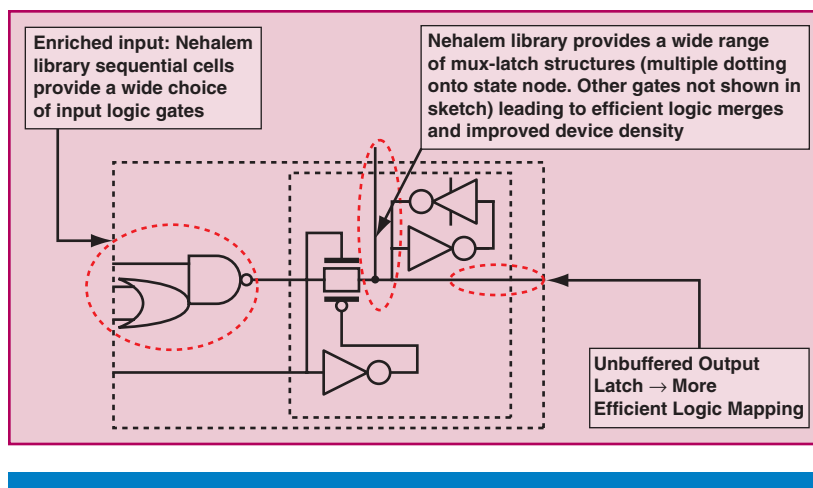 Enriched input: Nehalem
library sequential cells
provide a wide choice
of input logic gates
Nehalem library provides a wide range
of mux-latch structures (multiple dotting
onto state node. Other gates not shown in
sketch) leading to efficient logic merges
and improved device density
Unbuffered Output
Latch → More
Efficient Logic Mapping